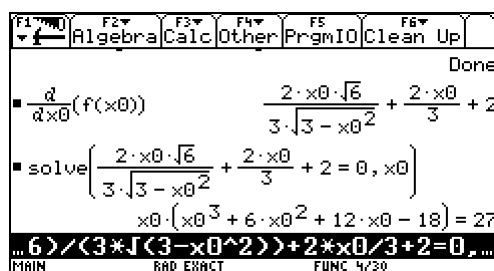 F1 F2 F3 F4 F5 F6
Algebra Calc Other PrgmIO Clean Up
Done
d/dx0(f(x0)) 2·x0·√6/(3·√(3 - x0²)) + 2·x0/3 + 2
solve(2·x0·√6/(3·√(3 - x0²)) + 2·x0/3 + 2 = 0, x0)
x0·(x0³ + 6·x0² + 12·x0 - 18) = 27
…6)/(3*√(3-x0^2))+2*x0/3+2=0,…
MAIN RAD EXACT FUNC 4/30